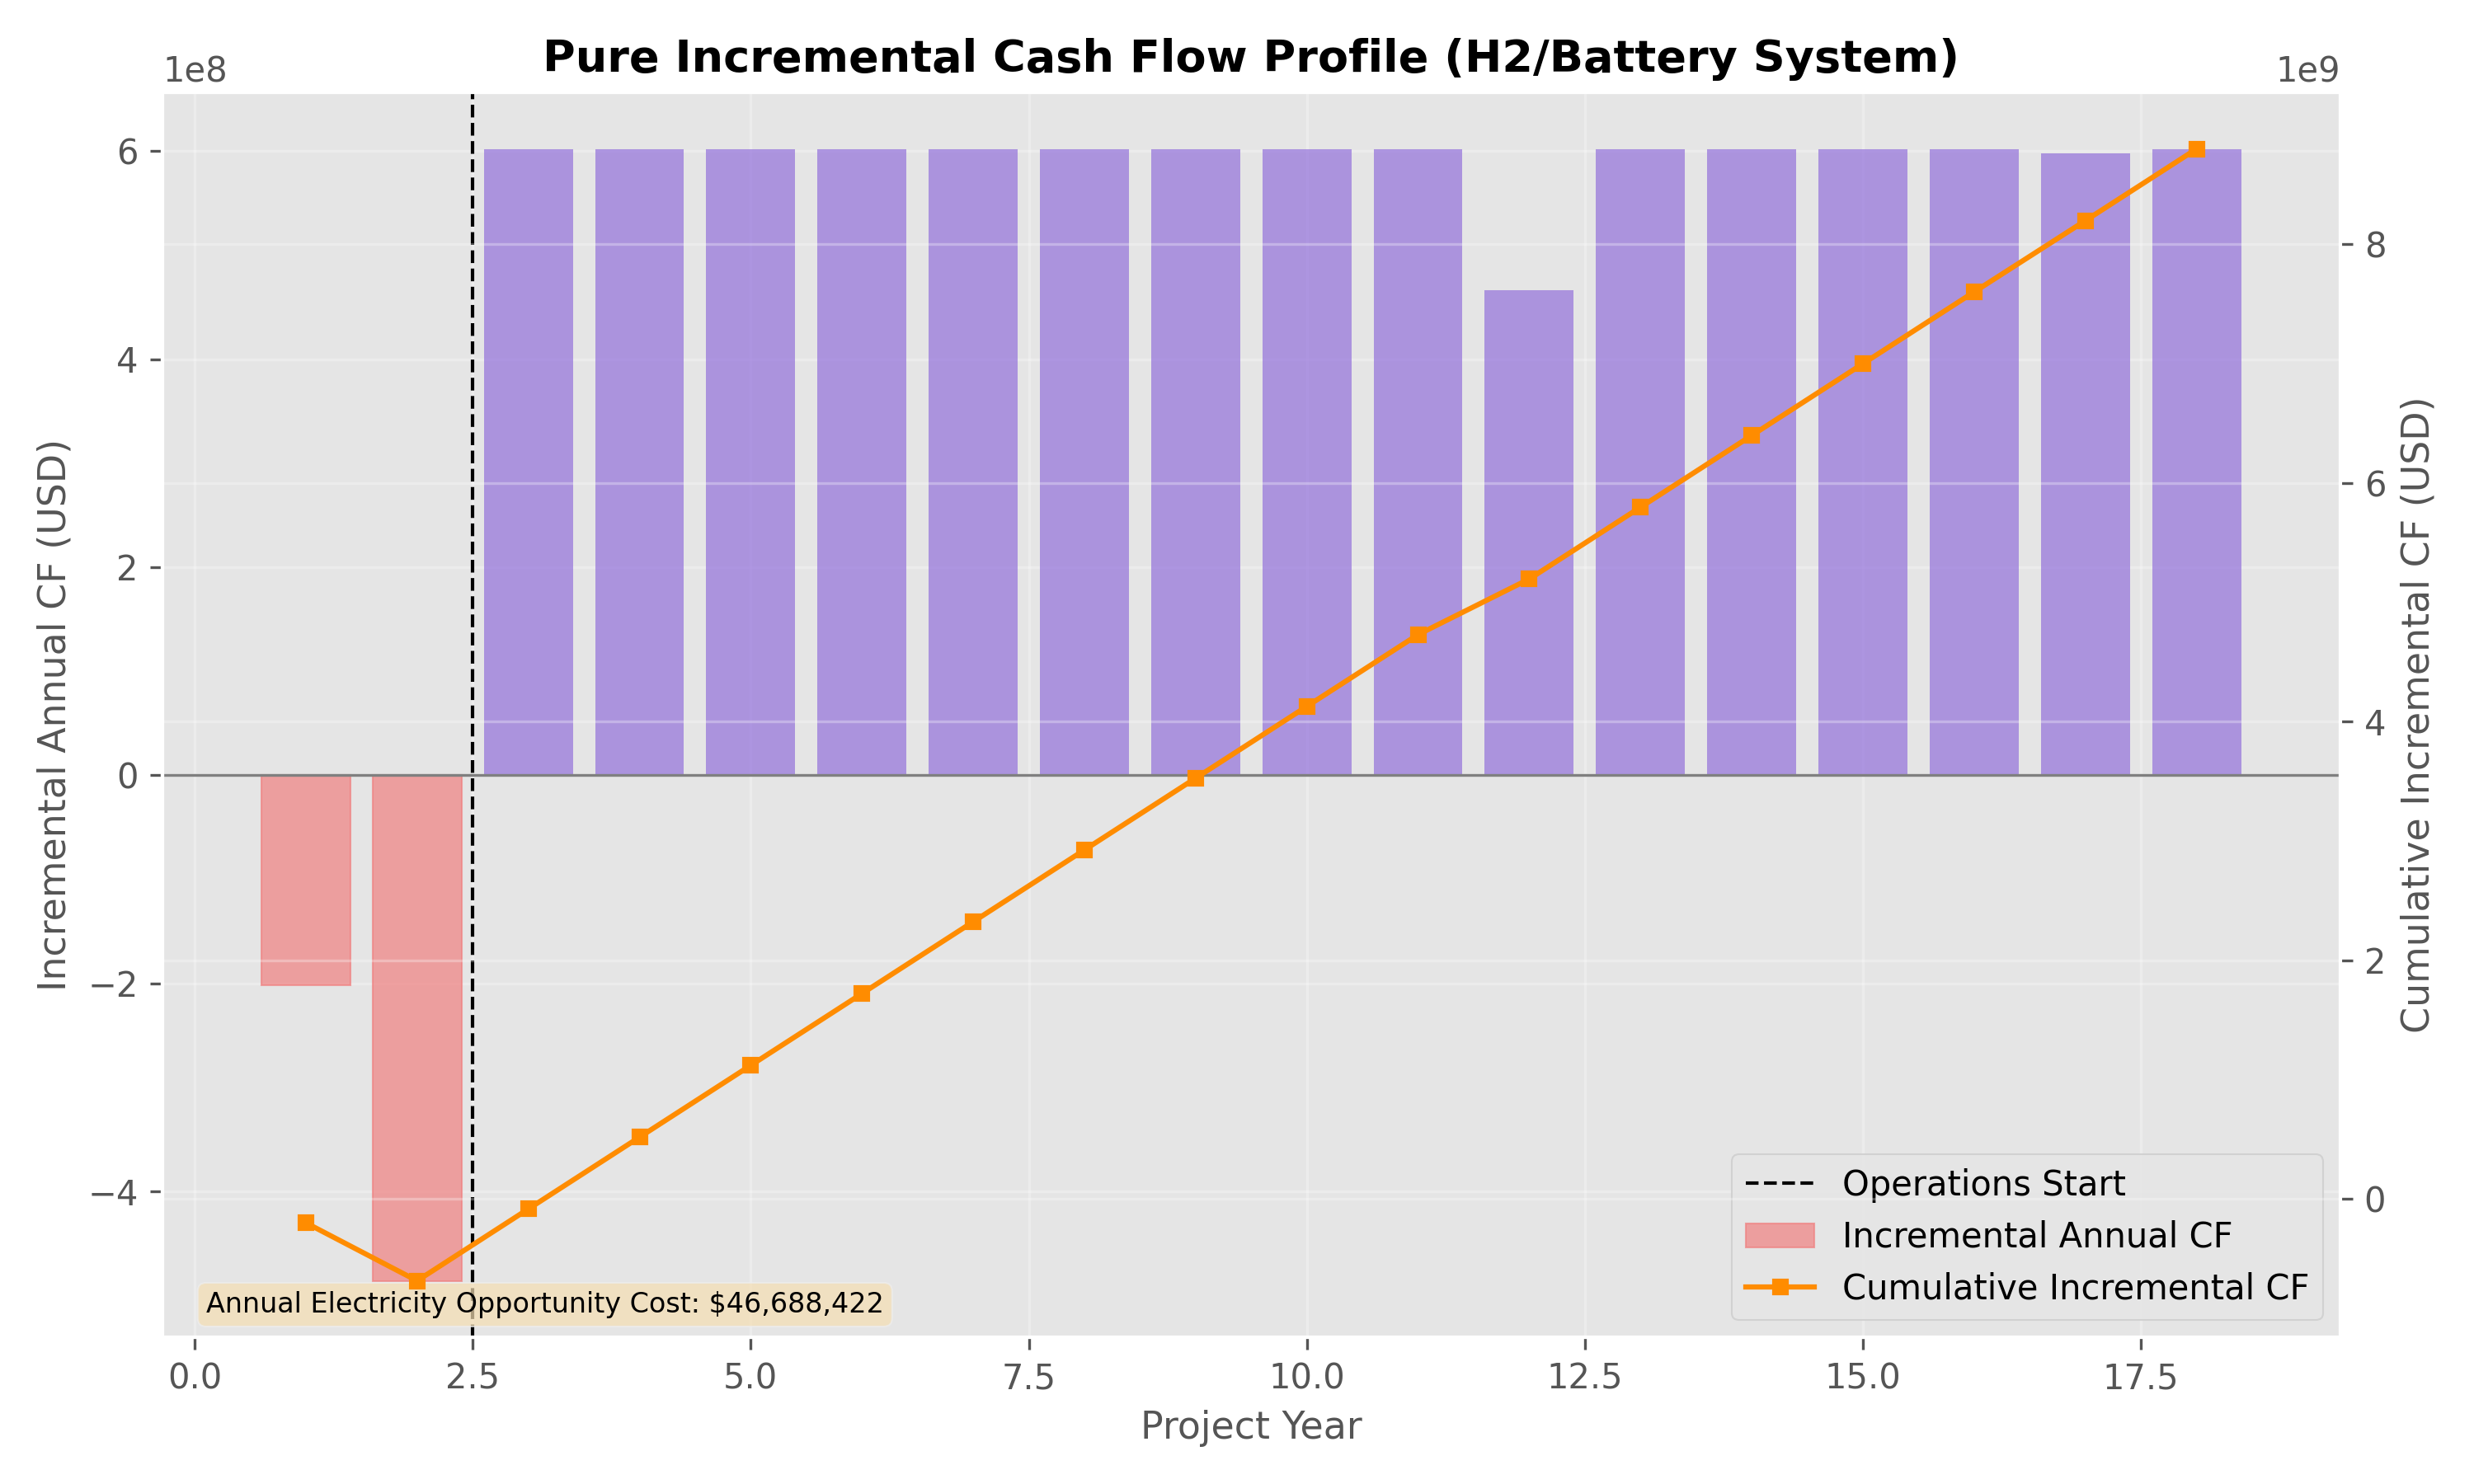 Pure Incremental Cash Flow Profile (H2/Battery System)
1e8
1e9
6
4
2
0
−2
−4
Incremental Annual CF (USD)
8
6
4
2
0
Cumulative Incremental CF (USD)
Operations Start
Incremental Annual CF
Cumulative Incremental CF
Annual Electricity Opportunity Cost: $46,688,422
0.0 2.5 5.0 7.5 10.0 12.5 15.0 17.5
Project Year